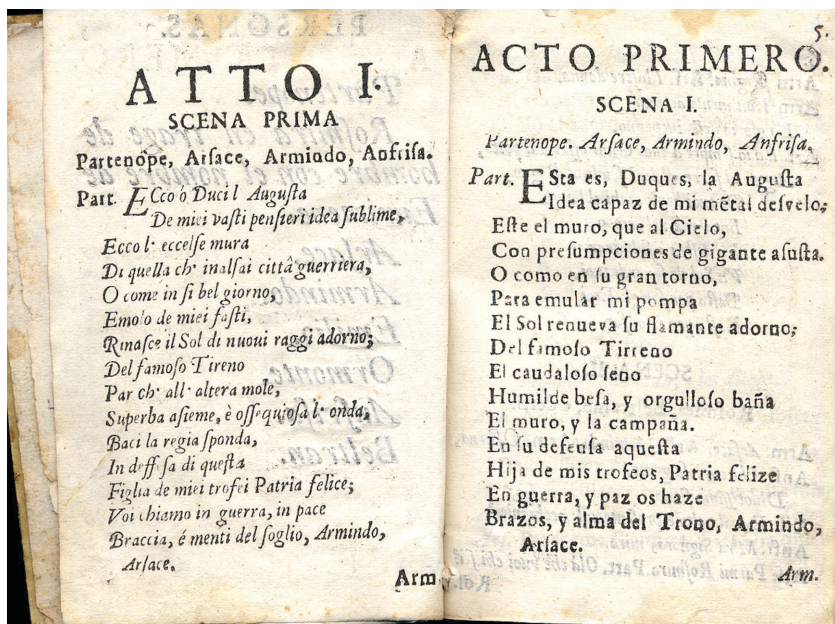 ATTO I.
SCENA PRIMA
Partenope, Arſace, Armindo, Anfriſa.
Part. ECco ò Duci l Auguſta
De miei vaſti penſieri idea ſublime,
Ecco l' eccelſe mura
Di quella ch' inalſai città guerriera,
O come in ſi bel giorno,
Emolo de miei faſti,
Rinaſce il Sol di nuoui raggi adorno;
Del famoſo Tireno
Par ch' all' altera mole,
Superba aſieme, è oſſequioſa l' onda,
Baci la regia ſponda,
In deffſa di queſta
Figlia de miei trofei Patria felice;
Voi chiamo in guerra, in pace
Braccia, é menti del ſoglio, Armindo,
Arſace.
Arm
5.
ACTO PRIMERO.
SCENA I.
Partenope. Arſace, Armindo, Anfriſa.
Part. ESta es, Duques, la Auguſta
Idea capaz de mi mẽtal deſvelo;
Eſte el muro, que al Cielo,
Con preſumpciones de gigante aſuſta.
O como en ſu gran torno,
Para emular mi pompa
El Sol renueva ſu flamante adorno;
Del famoſo Tirreno
El caudaloſo ſeno
Humilde beſa, y orgulloſo baña
El muro, y la campaña.
En ſu defenſa aqueſta
Hija de mis trofeos, Patria felize
En guerra, y paz os haze
Brazos, y alma del Trono, Armindo,
Arſace.
Arm.